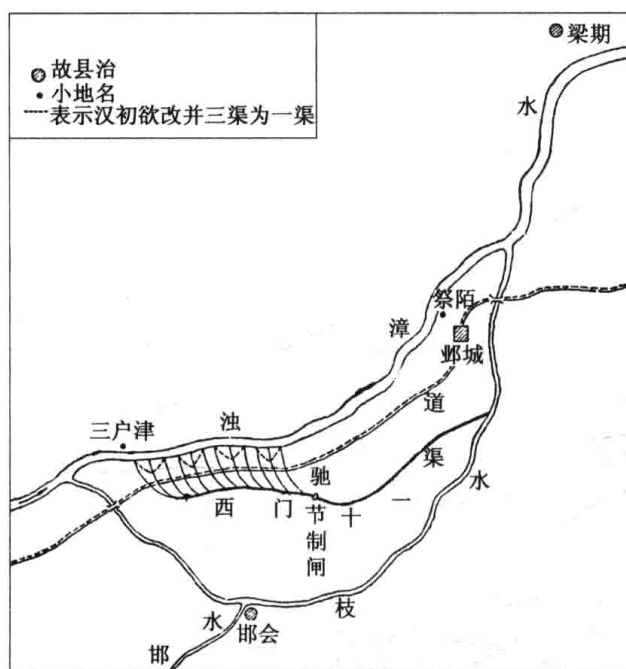 故县治
小地名
表示汉初欲改并三渠为一渠
梁期
水
祭陌
漳
邺城
三户津
浊
道
驰
渠
水
西
门
节制闸
十
一
枝
水
邯会
邯